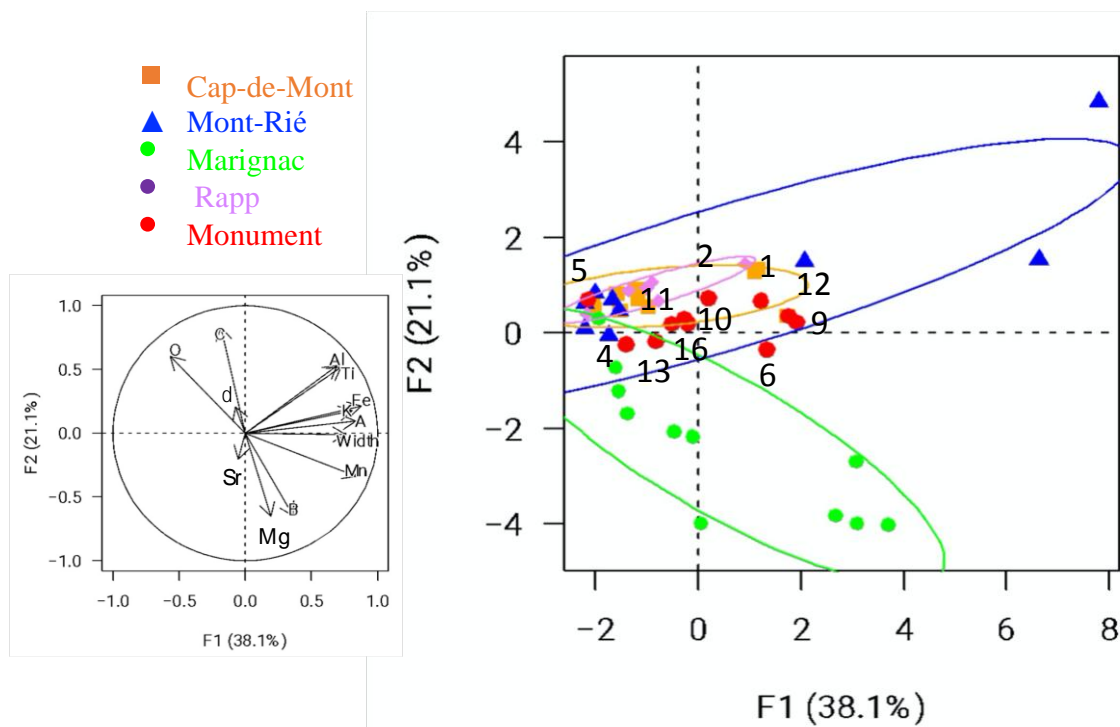 Cap-de-Mont
Mont-Rié
Marignac
Rapp
Monument
F2 (21.1%)
1.0
0.5
0.0
−0.5
−1.0
C
O
Al
Ti
d
Fe
K
A
Width
Sr
Mn
B
Mg
−1.0 −0.5 0.0 0.5 1.0
F1 (38.1%)
F2 (21.1%)
4
2
0
−2
−4
5 2 1 12
11 10 9
4 13 16 6
−2 0 2 4 6 8
F1 (38.1%)